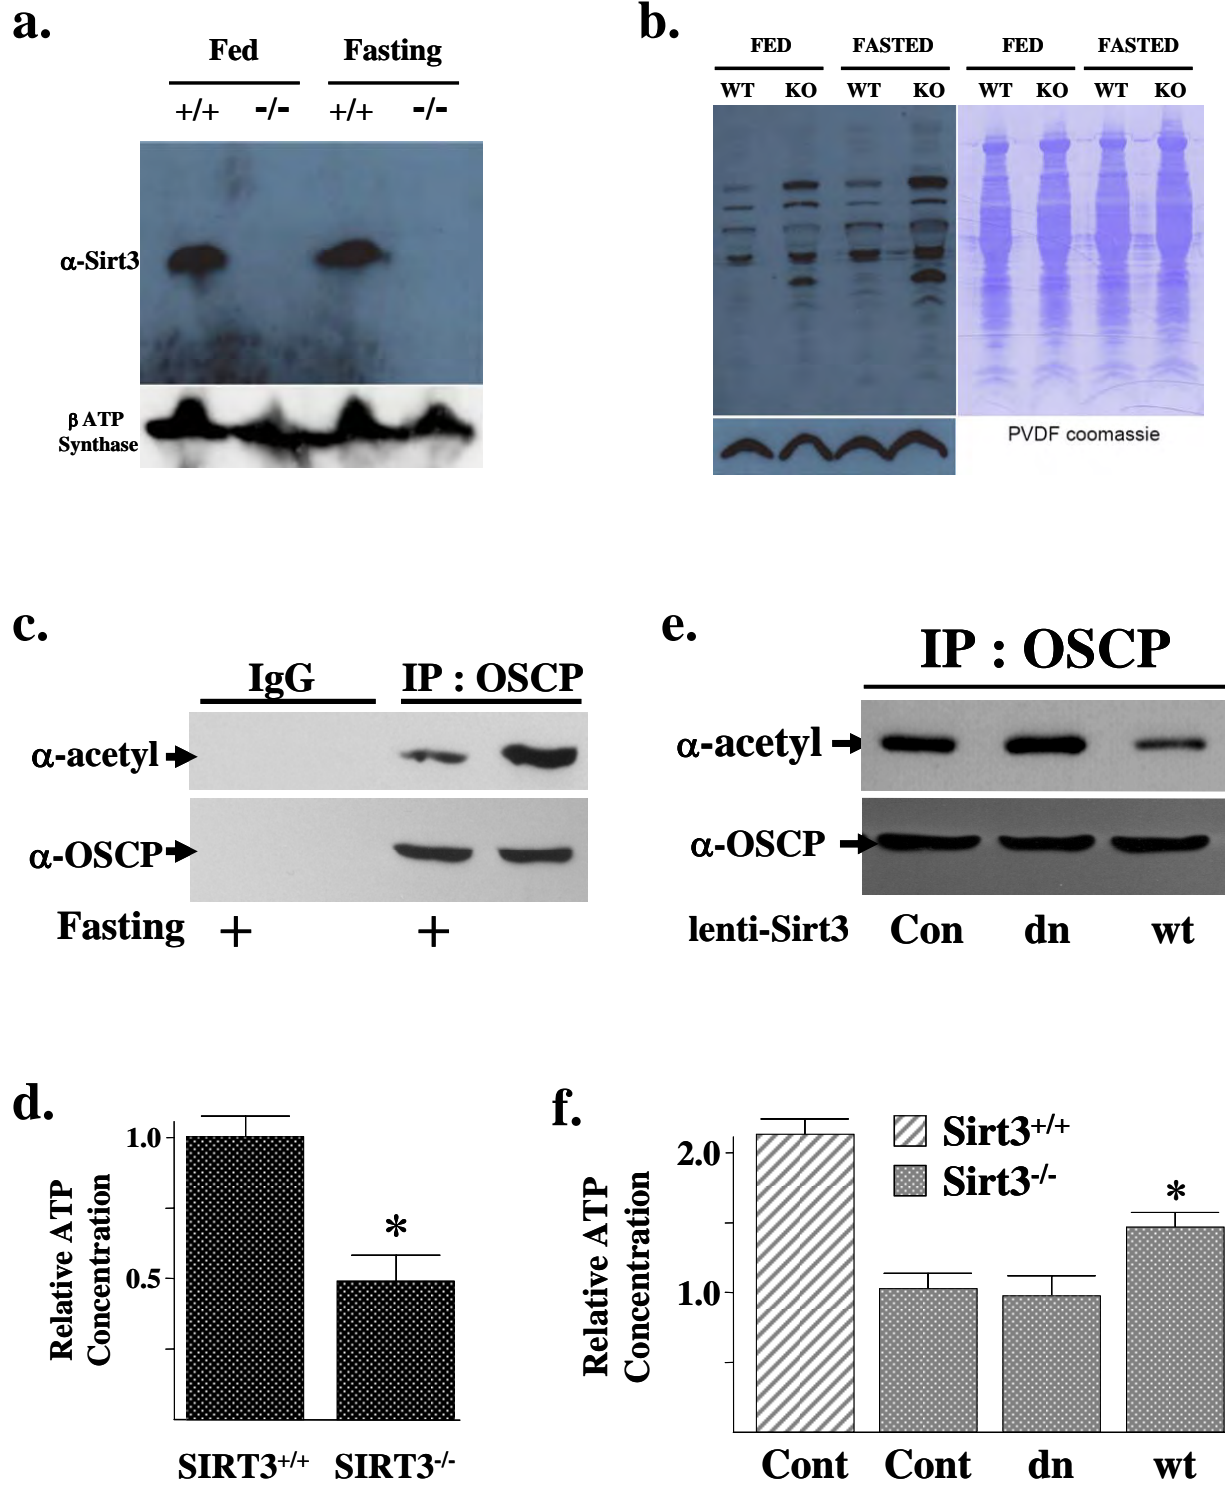 a.
Fed Fasting
+/+ -/- +/+ -/-
α-Sirt3
β ATP
Synthase
b.
FED FASTED FED FASTED
WT KO WT KO WT KO WT KO
PVDF coomassie
c.
IgG IP : OSCP
α-acetyl
α-OSCP
Fasting + +
e.
IP : OSCP
α-acetyl
α-OSCP
lenti-Sirt3 Con dn wt
d.
Relative ATP
Concentration
1.0
0.5
*
SIRT3+/+ SIRT3-/-
f.
Relative ATP
Concentration
2.0
1.0
Sirt3+/+
Sirt3-/-
*
Cont Cont dn wt